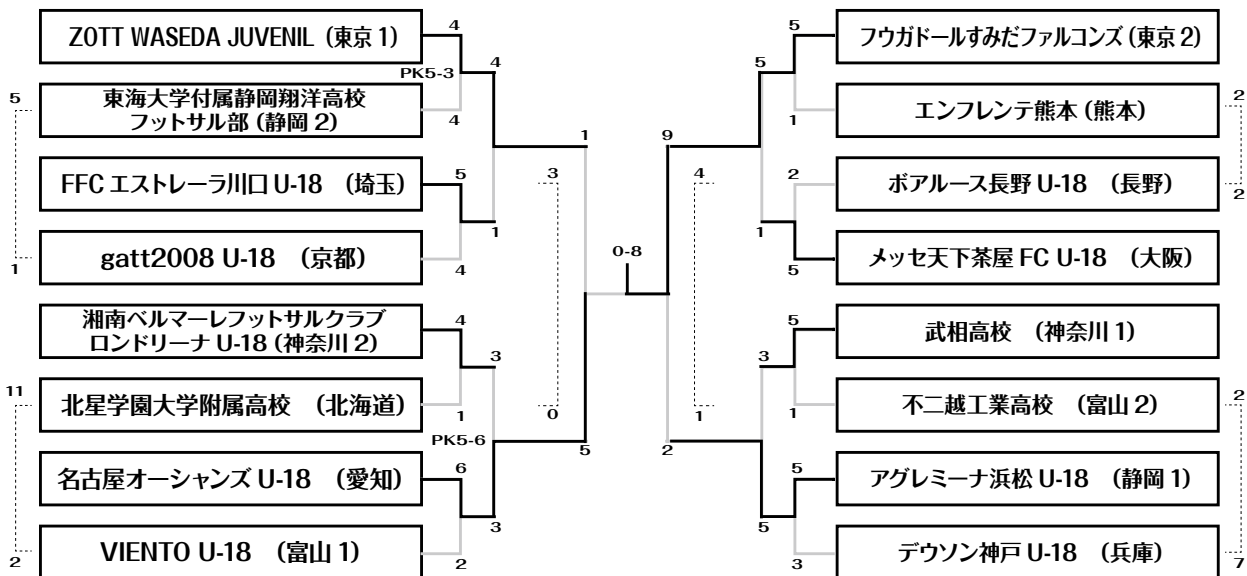 ZOTT WASEDA JUVENIL (東京 1)
東海大学付属静岡翔洋高校
フットサル部 (静岡 2)
FFC エストレーラ川口 U-18 (埼玉)
gatt2008 U-18 (京都)
湘南ベルマーレフットサルクラブ
ロンドリーナ U-18 (神奈川 2)
北星学園大学附属高校 (北海道)
名古屋オーシャンズ U-18 (愛知)
VIENTO U-18 (富山 1)
5
1
11
2
4
PK5-3
4
5
4
4
1
PK5-6
6
2
4
1
3
3
1
5
3
0
0-8
9
2
4
1
5
1
3
5
5
1
2
5
5
1
5
3
フウガドールすみだファルコンズ (東京 2)
エンフレンテ熊本 (熊本)
ボアルース長野 U-18 (長野)
メッセ天下茶屋 FC U-18 (大阪)
武相高校 (神奈川 1)
不二越工業高校 (富山 2)
アグレミーナ浜松 U-18 (静岡 1)
デウソン神戸 U-18 (兵庫)
2
2
2
7